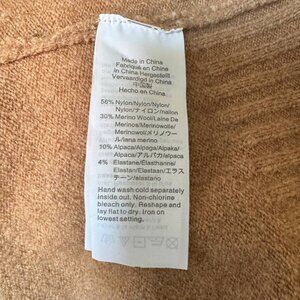 Made in China
Fabriqué en Chine
In China Hergestellt
Vervaardigd in China
中国製
Hecho en China
56% Nylon/Nylon/Nylon/
Nylon/ナイロン/nailon
30% Merino Wool/Laine De
Merinos/Merinowolle/
Merinowol/メリノウー
ル/lana merino
10% Alpaca/Alpaga/Alpaka/
Alpaca/アルパカ/alpaca
4% Elastane/Elasthanne/
Elastan/Elastaan/エラス
テーン/elastano
Hand wash cold separately
inside out. Non-chlorine
bleach only. Reshape and
lay flat to dry. Iron on
lowest setting.